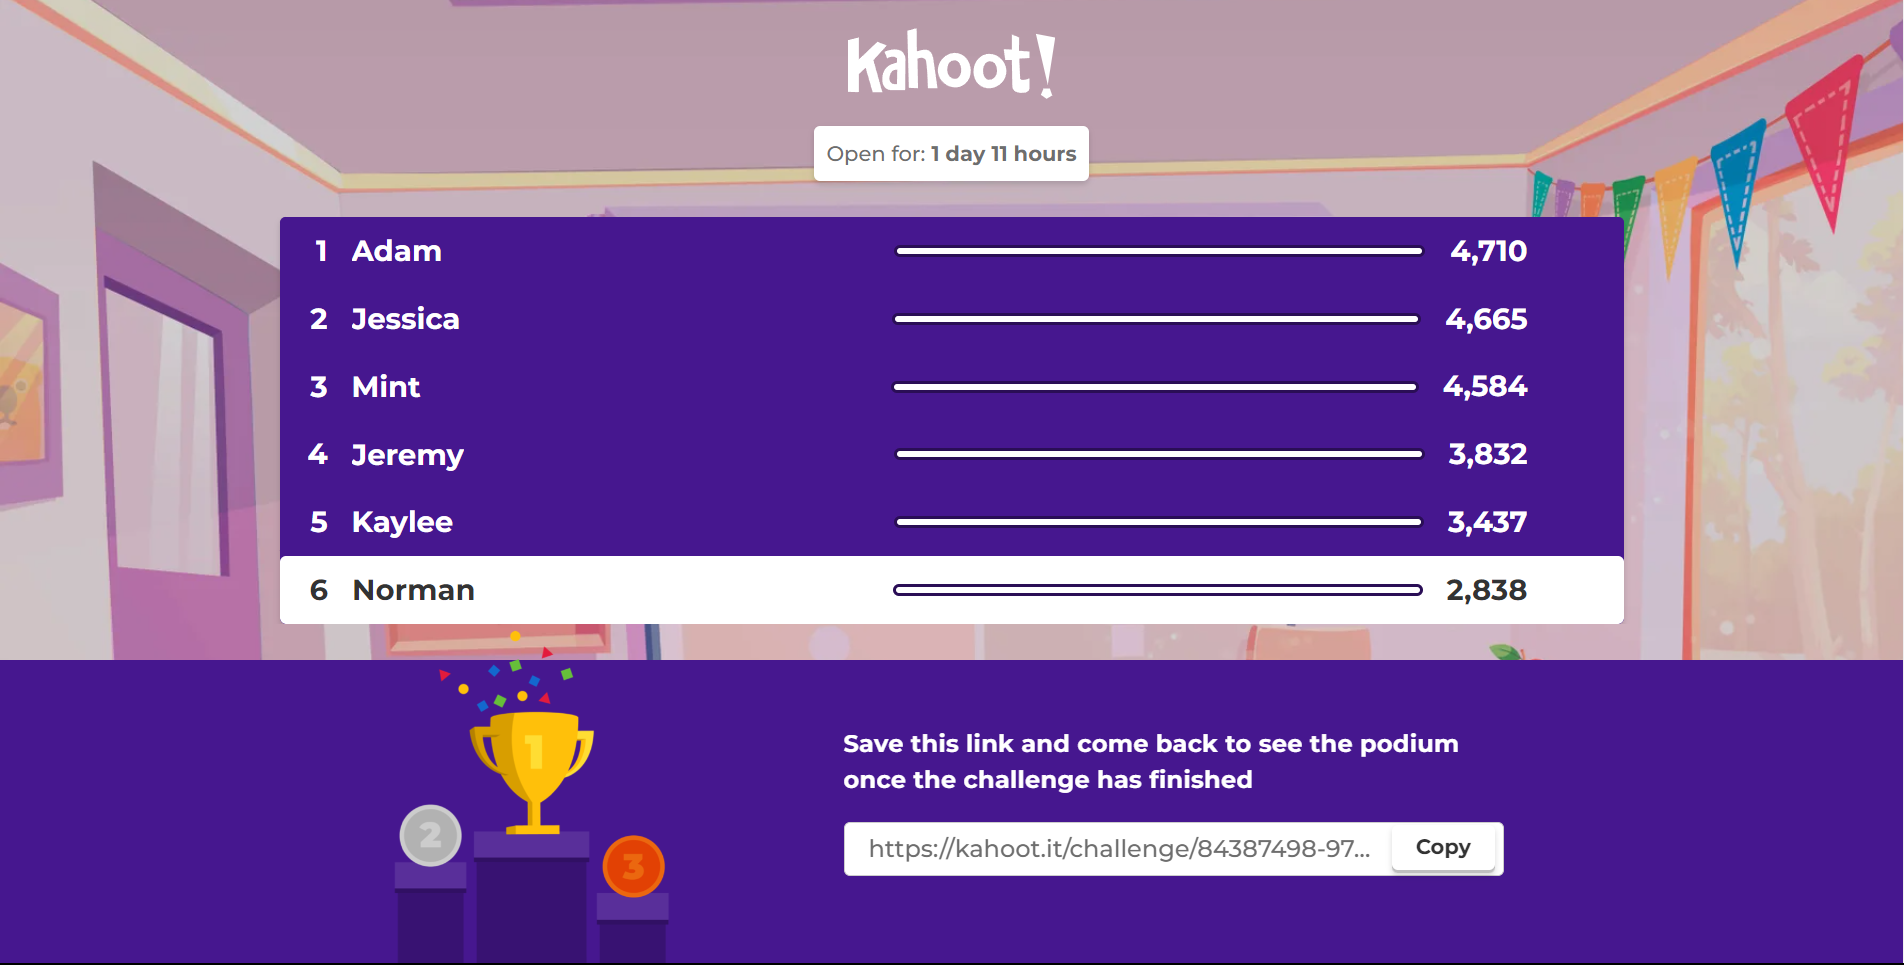 Kahoot!
Open for: 1 day 11 hours
1 Adam 4,710
2 Jessica 4,665
3 Mint 4,584
4 Jeremy 3,832
5 Kaylee 3,437
6 Norman 2,838
1
2
3
Save this link and come back to see the podium
once the challenge has finished
https://kahoot.it/challenge/84387498-97... Copy